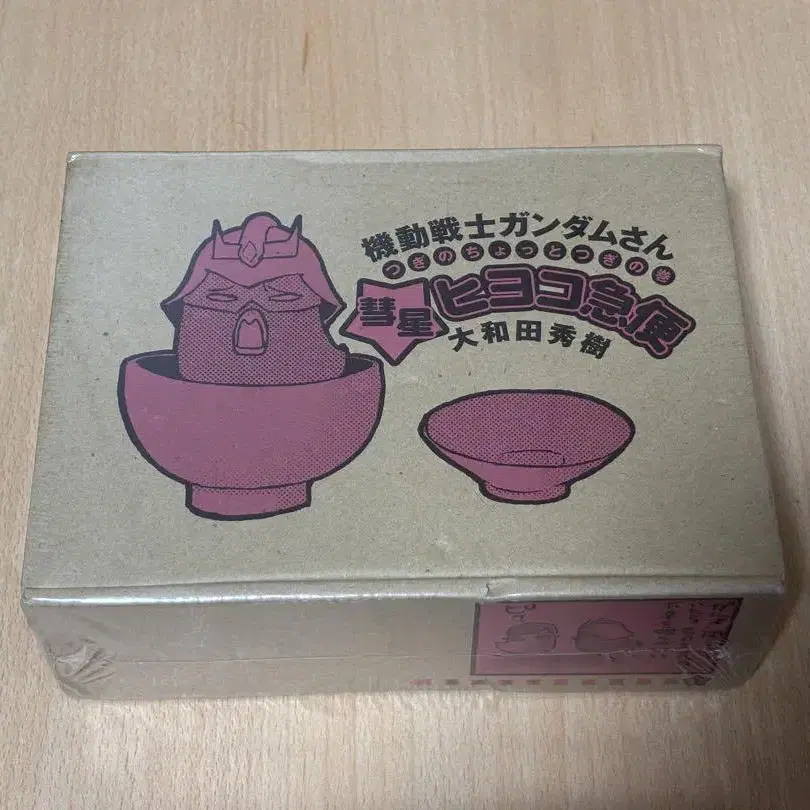 機動戦士ガンダムさん
つぎのちょっとつぎの巻
彗星
ヒヨコ急便
大和田秀樹